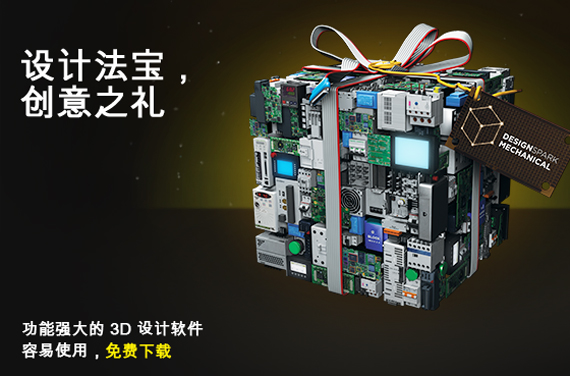 设计法宝，
创意之礼
DESIGNSPARK
MECHANICAL
功能强大的 3D 设计软件
容易使用，免费下载